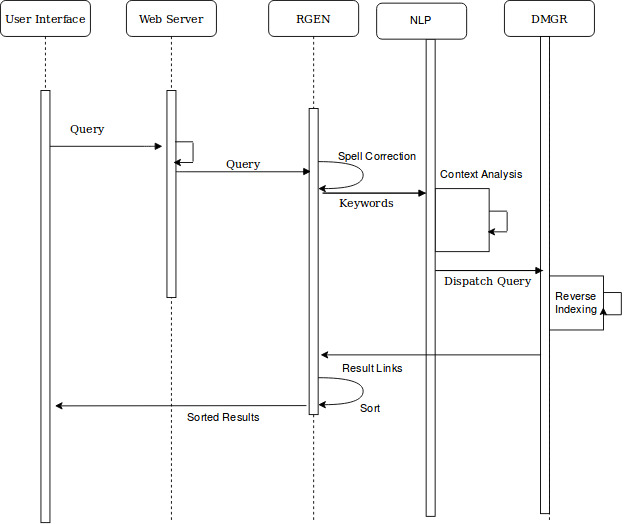 User Interface
Web Server
RGEN
NLP
DMGR
Query
Query
Spell Correction
Keywords
Context Analysis
Dispatch Query
Reverse
Indexing
Result Links
Sort
Sorted Results